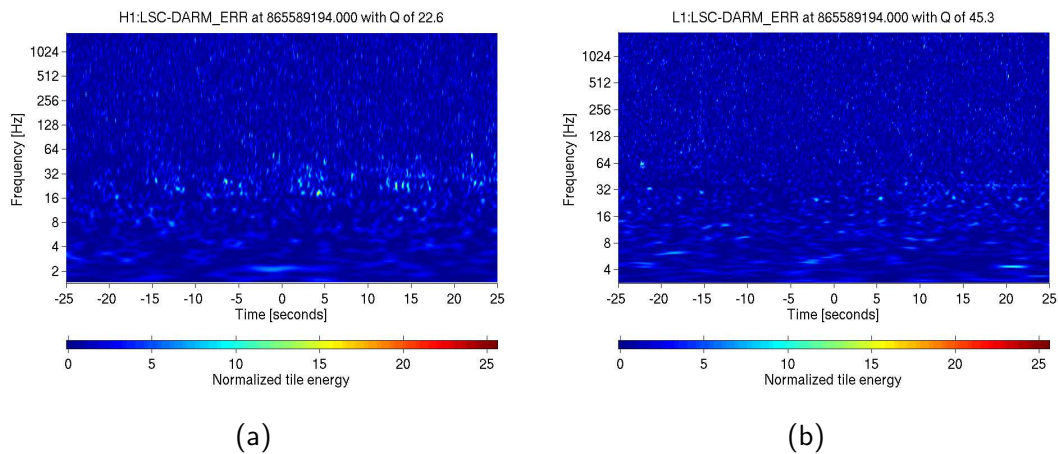 H1:LSC-DARM_ERR at 865589194.000 with Q of 22.6
Frequency [Hz]
1024
512
256
128
64
32
16
8
4
2
-25 -20 -15 -10 -5 0 5 10 15 20 25
Time [seconds]
0 5 10 15 20 25
Normalized tile energy
(a)
L1:LSC-DARM_ERR at 865589194.000 with Q of 45.3
Frequency [Hz]
1024
512
256
128
64
32
16
8
4
-25 -20 -15 -10 -5 0 5 10 15 20 25
Time [seconds]
0 5 10 15 20 25
Normalized tile energy
(b)